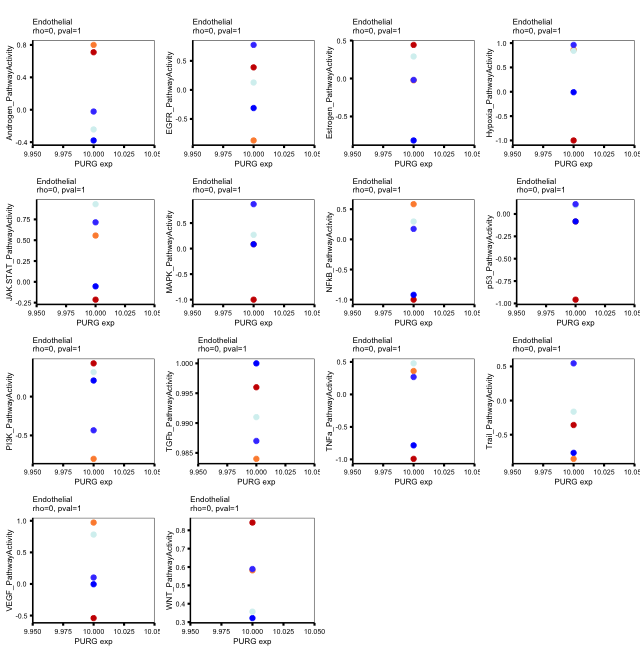 Endothelial
rho=0, pval=1
Androgen_PathwayActivity
0.8
0.4
0.0
-0.4
9.950 9.975 10.000 10.025 10.05
PURG exp
Endothelial
rho=0, pval=1
EGFR_PathwayActivity
0.5
0.0
-0.5
9.950 9.975 10.000 10.025 10.05
PURG exp
Endothelial
rho=0, pval=1
Estrogen_PathwayActivity
0.5
0.0
-0.5
9.950 9.975 10.000 10.025 10.05
PURG exp
Endothelial
rho=0, pval=1
Hypoxia_PathwayActivity
1.0
0.5
0.0
-0.5
-1.0
9.950 9.975 10.000 10.025 10.05
PURG exp
Endothelial
rho=0, pval=1
JAK.STAT_PathwayActivity
0.75
0.50
0.25
0.00
-0.25
9.950 9.975 10.000 10.025 10.05
PURG exp
Endothelial
rho=0, pval=1
MAPK_PathwayActivity
0.5
0.0
-0.5
-1.0
9.950 9.975 10.000 10.025 10.05
PURG exp
Endothelial
rho=0, pval=1
NFkB_PathwayActivity
0.5
0.0
-0.5
-1.0
9.950 9.975 10.000 10.025 10.05
PURG exp
Endothelial
rho=0, pval=1
p53_PathwayActivity
0.00
-0.25
-0.50
-0.75
-1.00
9.950 9.975 10.000 10.025 10.05
PURG exp
Endothelial
rho=0, pval=1
PI3K_PathwayActivity
0.0
-0.5
9.950 9.975 10.000 10.025 10.05
PURG exp
Endothelial
rho=0, pval=1
TGFb_PathwayActivity
1.000
0.995
0.990
0.985
9.950 9.975 10.000 10.025 10.05
PURG exp
Endothelial
rho=0, pval=1
TNFa_PathwayActivity
0.5
0.0
-0.5
-1.0
9.950 9.975 10.000 10.025 10.05
PURG exp
Endothelial
rho=0, pval=1
Trail_PathwayActivity
0.5
0.0
-0.5
9.950 9.975 10.000 10.025 10.05
PURG exp
Endothelial
rho=0, pval=1
VEGF_PathwayActivity
1.0
0.5
0.0
-0.5
9.950 9.975 10.000 10.025 10.05
PURG exp
Endothelial
rho=0, pval=1
WNT_PathwayActivity
0.8
0.7
0.6
0.5
0.4
0.3
9.950 9.975 10.000 10.025 10.050
PURG exp